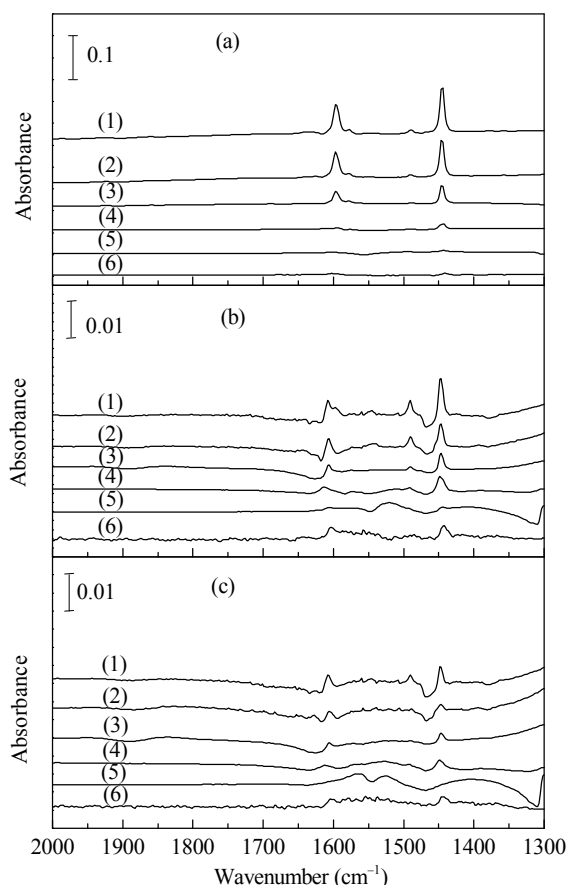 (a)
0.1
(1)
(2)
(3)
(4)
(5)
(6)
Absorbance
(b)
0.01
(1)
(2)
(3)
(4)
(5)
(6)
Absorbance
(c)
0.01
(1)
(2)
(3)
(4)
(5)
(6)
Absorbance
2000 1900 1800 1700 1600 1500 1400 1300
Wavenumber (cm⁻¹)